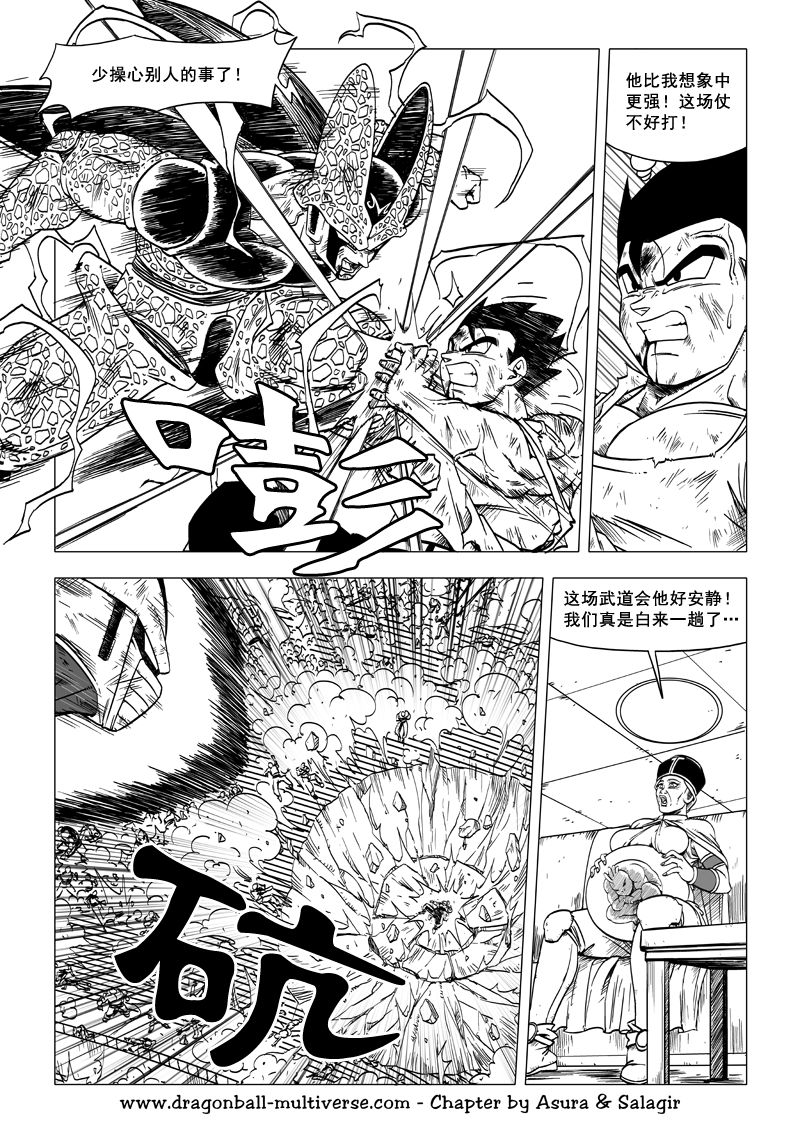 少操心别人的事了！
他比我想象中
更强！这场仗
不好打！
嘭
这场武道会他好安静！
我们真是白来一趟了…
砊
www.dragonball-multiverse.com - Chapter by Asura & Salagir